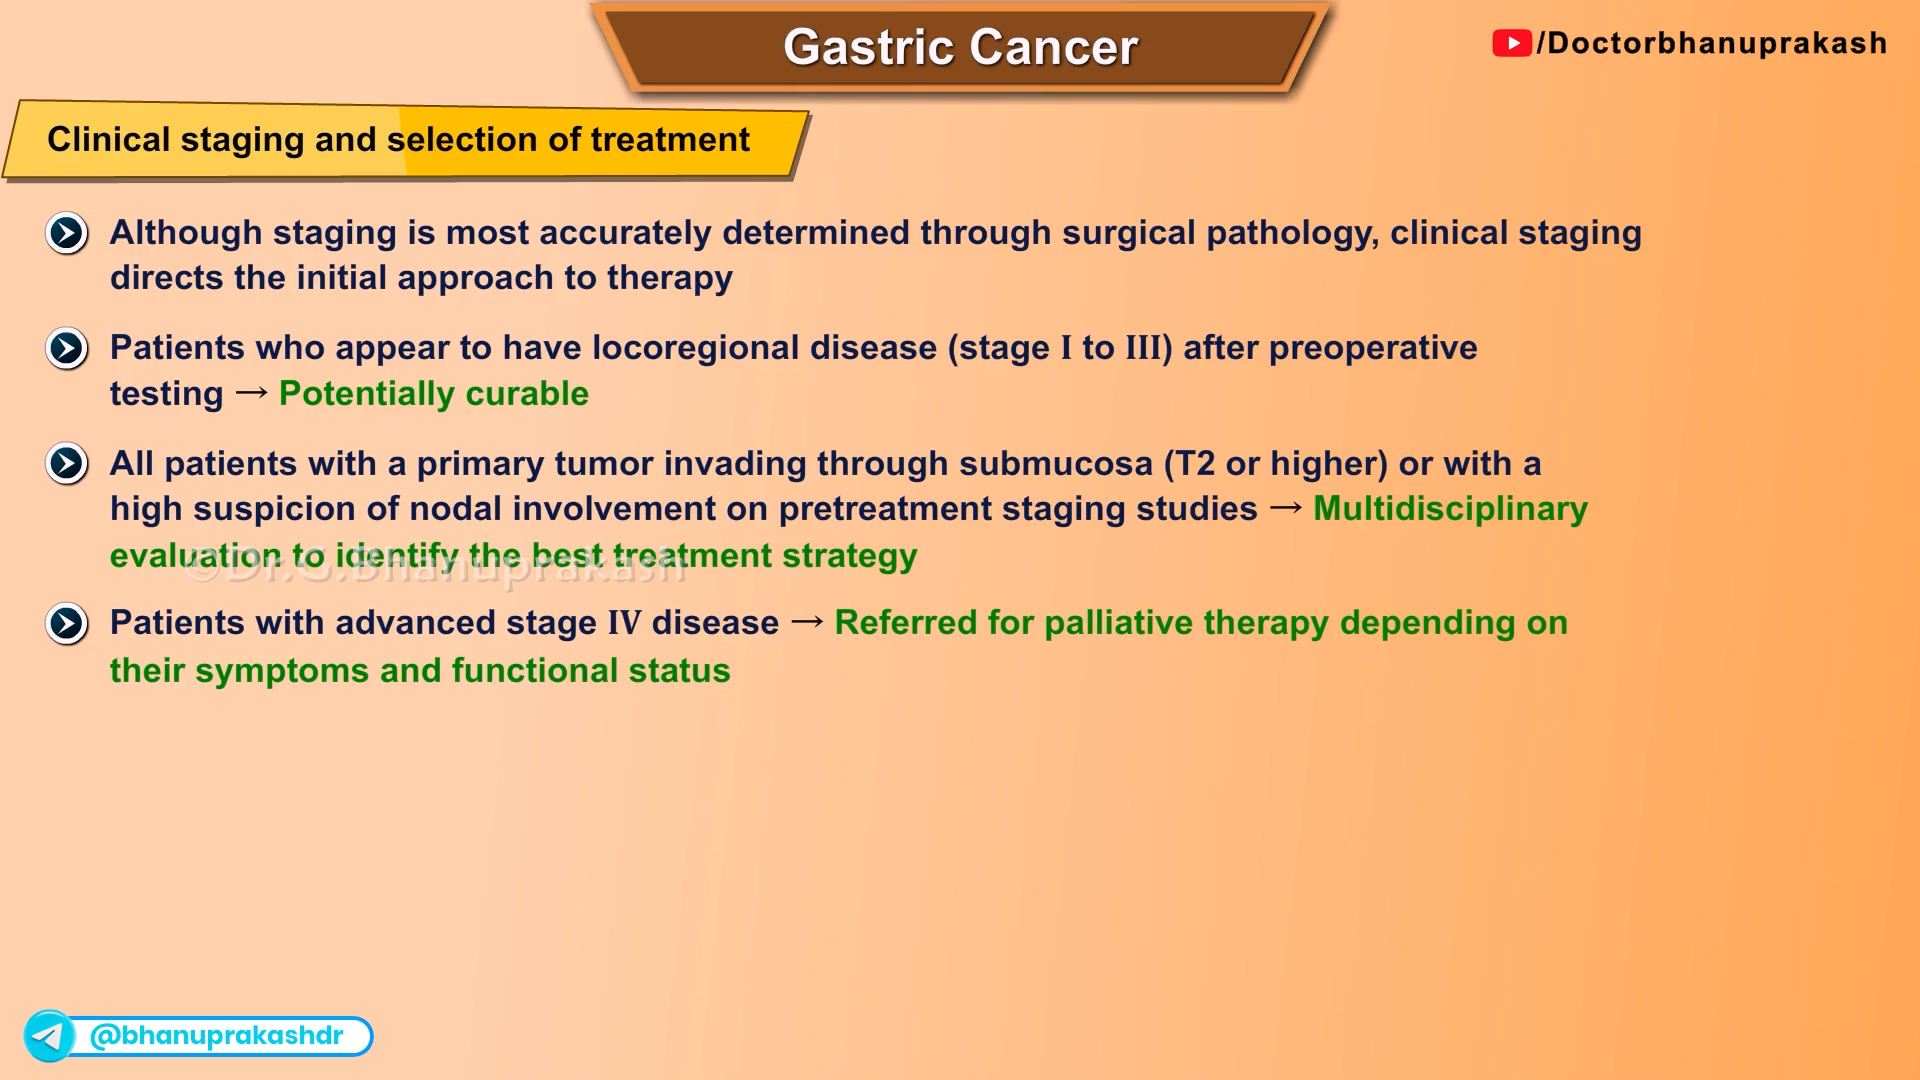 Gastric Cancer
/Doctorbhanuprakash
Clinical staging and selection of treatment
Although staging is most accurately determined through surgical pathology, clinical staging
directs the initial approach to therapy
Patients who appear to have locoregional disease (stage I to III) after preoperative
testing → Potentially curable
All patients with a primary tumor invading through submucosa (T2 or higher) or with a
high suspicion of nodal involvement on pretreatment staging studies → Multidisciplinary
evaluation to identify the best treatment strategy
©Dr.G.Bhanuprakash
Patients with advanced stage IV disease → Referred for palliative therapy depending on
their symptoms and functional status
@bhanuprakashdr